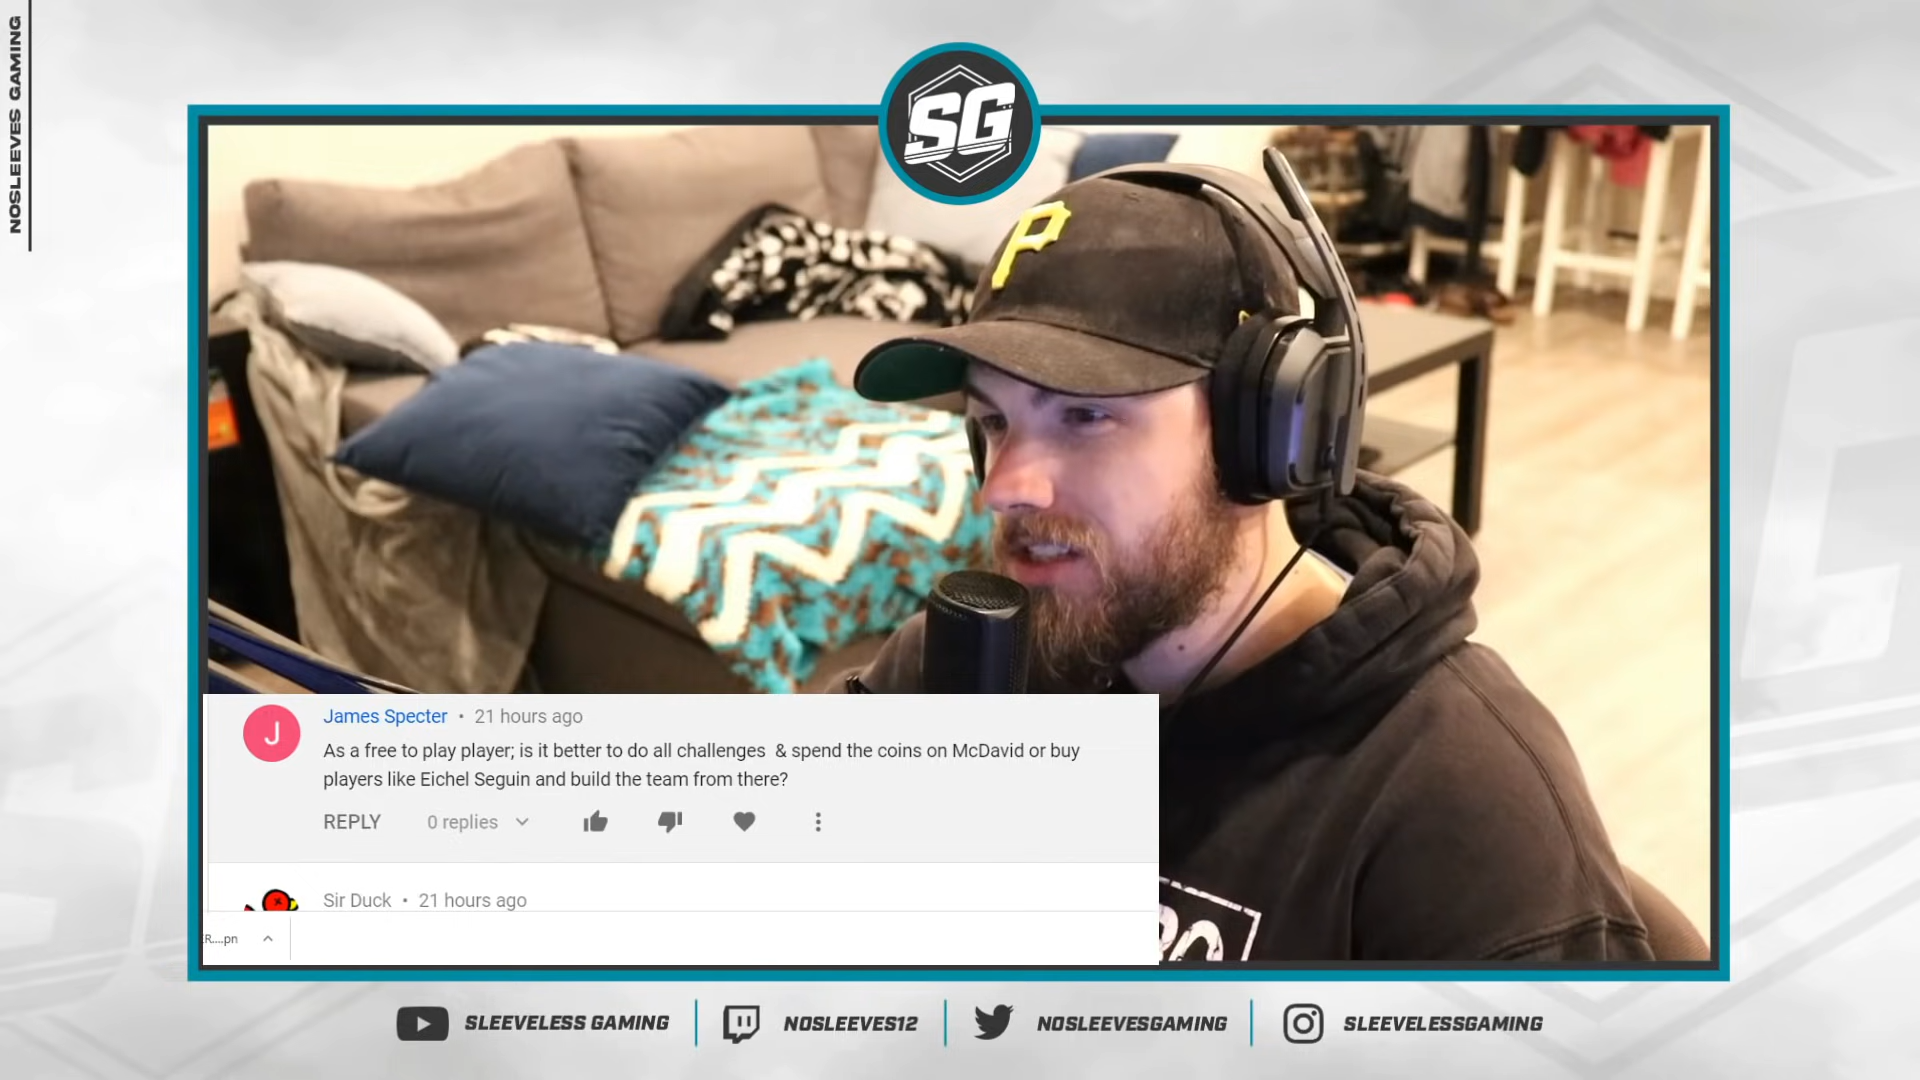 NOSLEEVES GAMING
SG
P
James Specter • 21 hours ago
As a free to play player; is it better to do all challenges & spend the coins on McDavid or buy
players like Eichel Seguin and build the team from there?
REPLY 0 replies
Sir Duck • 21 hours ago
R....pn
SLEEVELESS GAMING
NOSLEEVES12
NOSLEEVESGAMING
SLEEVELESSGAMING